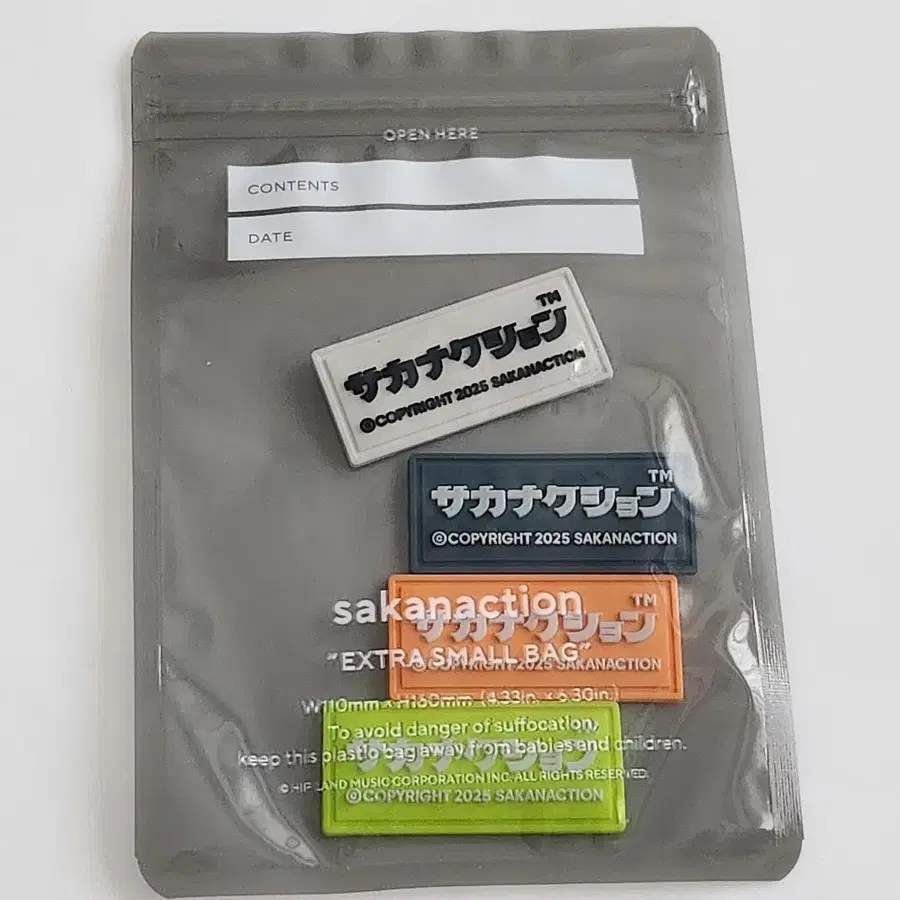 OPEN HERE
CONTENTS
DATE
サカナクション™
©COPYRIGHT 2025 SAKANACTION
サカナクション™
©COPYRIGHT 2025 SAKANACTION
sakanaction
サカナクション™
"EXTRA SMALL BAG"
©COPYRIGHT 2025 SAKANACTION
W110mm × H160mm (4.33in. × 6.30in.)
To avoid danger of suffocation,
サカナクション
keep this plastic bag away from babies and children.
© HIP LAND MUSIC CORPORATION INC. ALL RIGHTS RESERVED.
©COPYRIGHT 2025 SAKANACTION